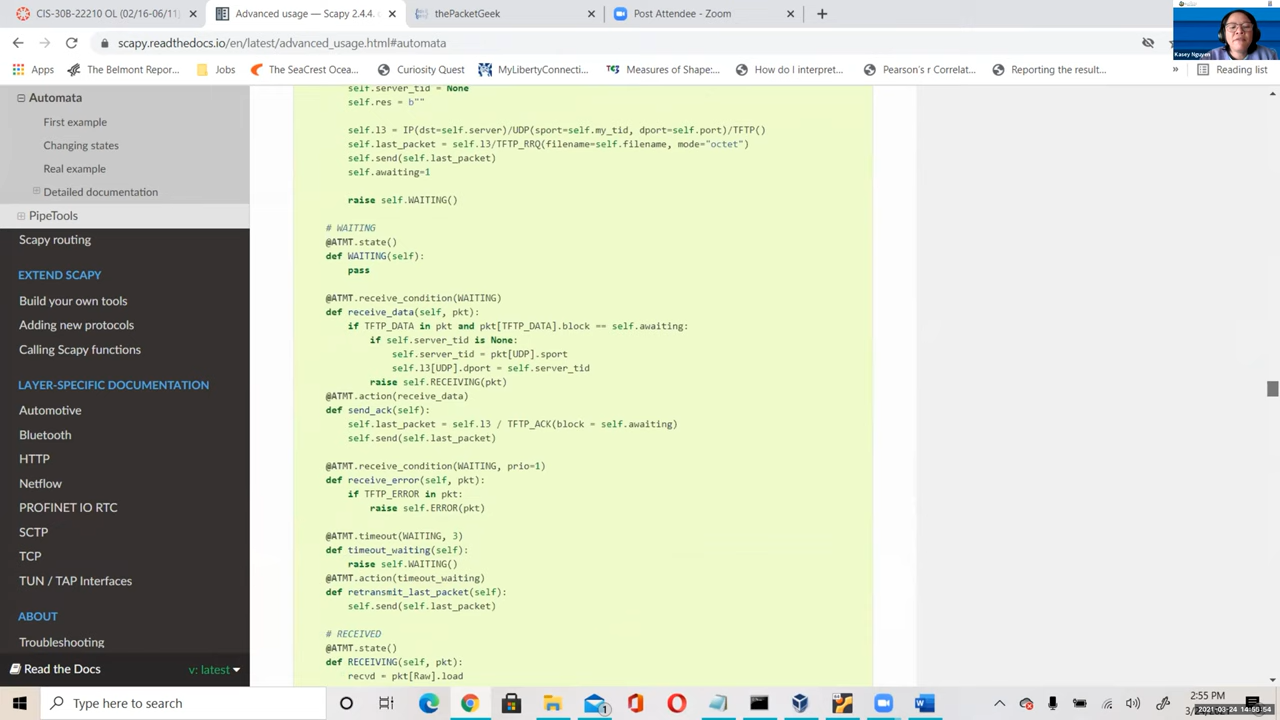 CIS-30B-22210 OL (02/16-06/11)
Advanced usage — Scapy 2.4.4.
thePacketGeek
Post Attendee - Zoom
scapy.readthedocs.io/en/latest/advanced_usage.html#automata
Kasey Nguyen
Apps
The Belmont Repor...
Jobs
The SeaCrest Ocea...
Curiosity Quest
MyLibertyConnecti...
Measures of Shape:...
How do I interpret...
Pearson's r Correlat...
Reporting the result...
»
Reading list
Automata
First example
Changing states
Real example
Detailed documentation
PipeTools
Scapy routing
EXTEND SCAPY
Build your own tools
Adding new protocols
Calling Scapy functions
LAYER-SPECIFIC DOCUMENTATION
Automotive
Bluetooth
HTTP
Netflow
PROFINET IO RTC
SCTP
TCP
TUN / TAP Interfaces
ABOUT
Troubleshooting
Read the Docs
v: latest
self.server_tid = None
self.res = b""
self.l3 = IP(dst=self.server)/UDP(sport=self.my_tid, dport=self.port)/TFTP()
self.last_packet = self.l3/TFTP_RRQ(filename=self.filename, mode="octet")
self.send(self.last_packet)
self.awaiting=1
raise self.WAITING()
# WAITING
@ATMT.state()
def WAITING(self):
pass
@ATMT.receive_condition(WAITING)
def receive_data(self, pkt):
if TFTP_DATA in pkt and pkt[TFTP_DATA].block == self.awaiting:
if self.server_tid is None:
self.server_tid = pkt[UDP].sport
self.l3[UDP].dport = self.server_tid
raise self.RECEIVING(pkt)
@ATMT.action(receive_data)
def send_ack(self):
self.last_packet = self.l3 / TFTP_ACK(block = self.awaiting)
self.send(self.last_packet)
@ATMT.receive_condition(WAITING, prio=1)
def receive_error(self, pkt):
if TFTP_ERROR in pkt:
raise self.ERROR(pkt)
@ATMT.timeout(WAITING, 3)
def timeout_waiting(self):
raise self.WAITING()
@ATMT.action(timeout_waiting)
def retransmit_last_packet(self):
self.send(self.last_packet)
# RECEIVED
@ATMT.state()
def RECEIVING(self, pkt):
recvd = pkt[Raw].load
Type here to search
2:55 PM
2021-03-24